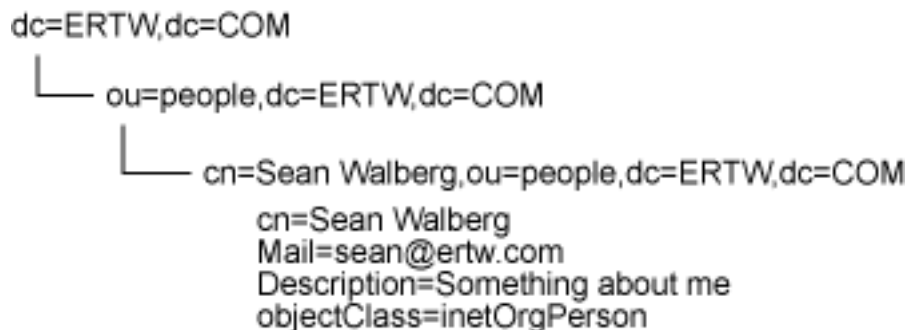 dc=ERTW,dc=COM
ou=people,dc=ERTW,dc=COM
cn=Sean Walberg,ou=people,dc=ERTW,dc=COM
cn=Sean Walberg
Mail=sean@ertw.com
Description=Something about me
objectClass=inetOrgPerson